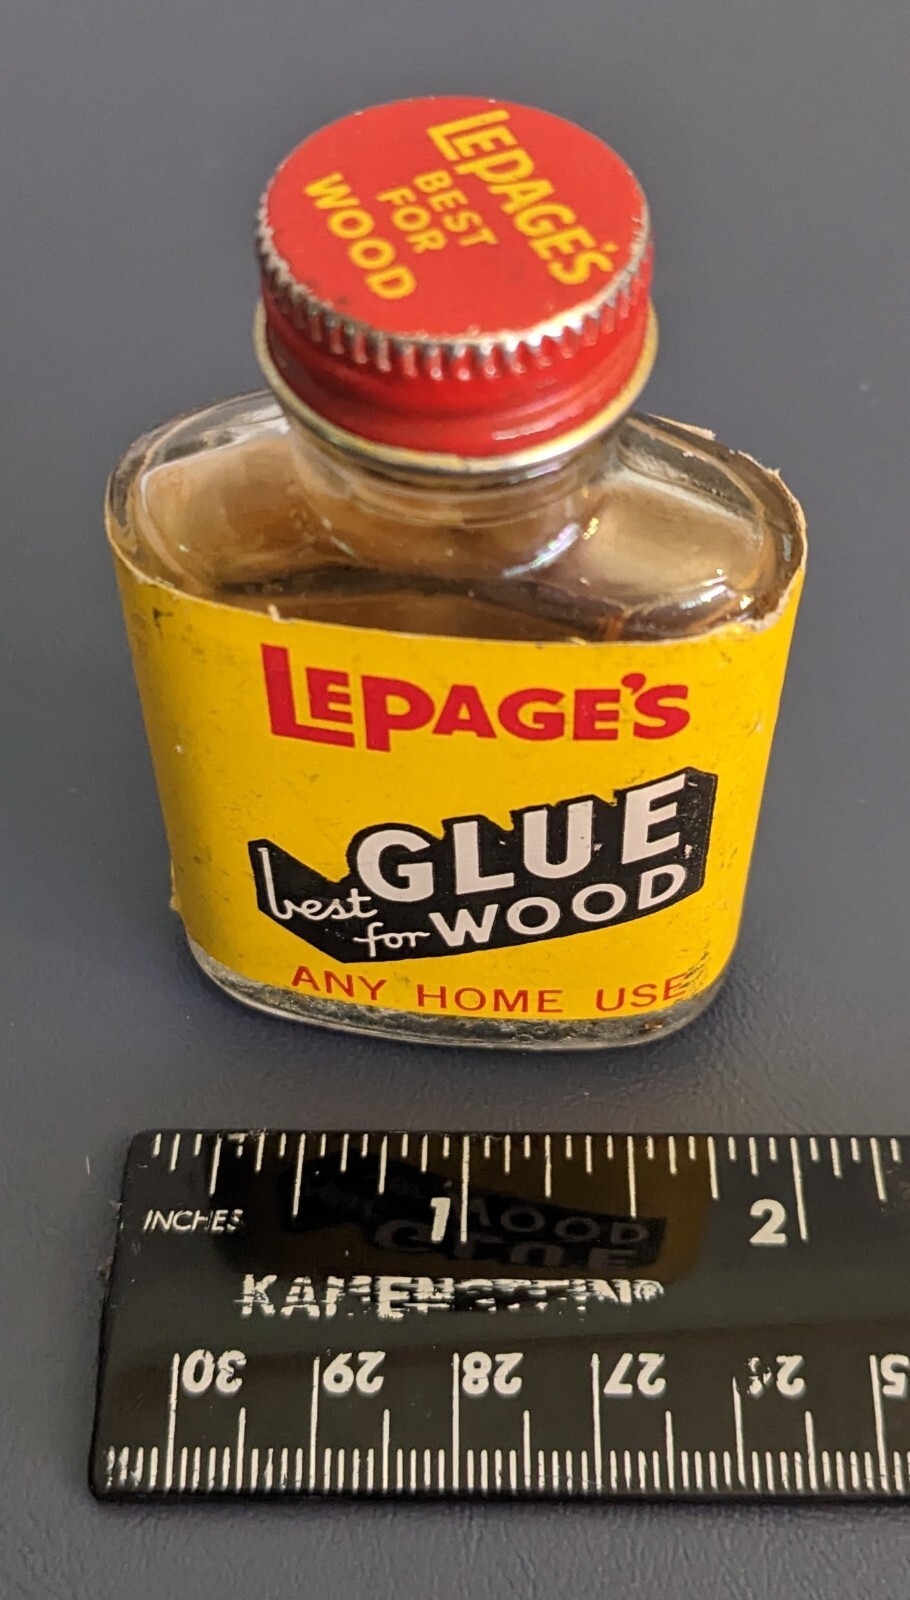 LEPAGE'S
BEST
FOR
WOOD
LEPAGE'S
GLUE
best
for WOOD
ANY HOME USE
1 2
INCHES
KAMENSTEIN®
30 29 28 27